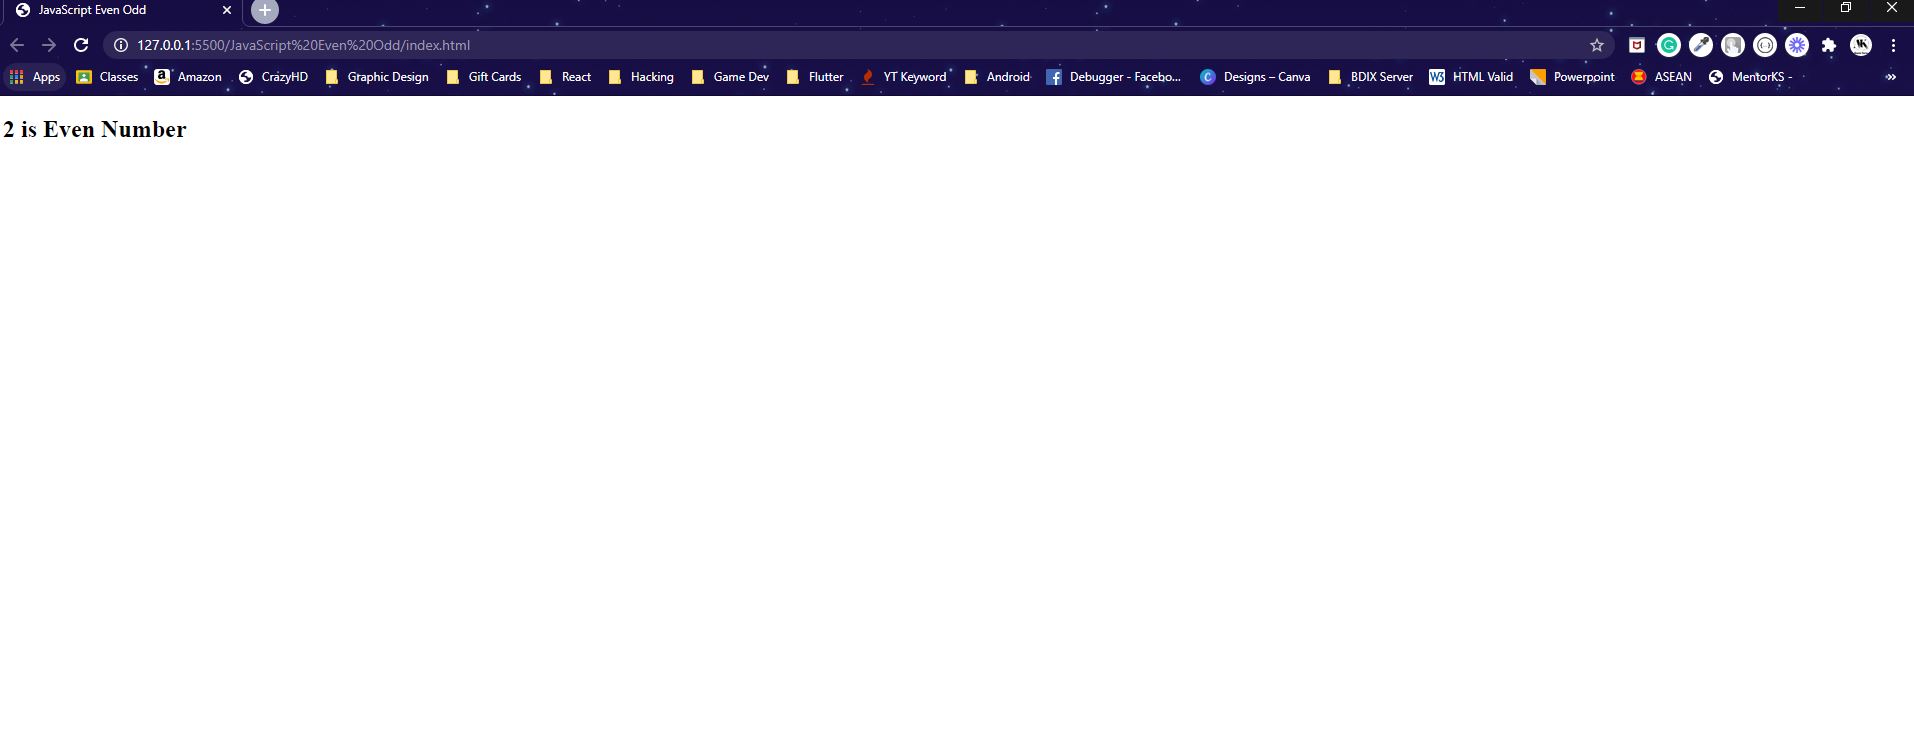 JavaScript Even Odd
127.0.0.1:5500/JavaScript%20Even%20Odd/index.html
Apps Classes Amazon CrazyHD Graphic Design Gift Cards React Hacking Game Dev Flutter YT Keyword Android Debugger - Facebo... Designs – Canva BDIX Server HTML Valid Powerpoint ASEAN MentorKS -
2 is Even Number